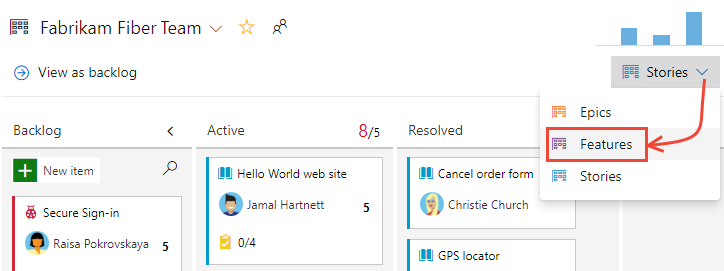 Fabrikam Fiber Team
View as backlog
Stories
Epics
Features
Stories
Backlog
Active 8/5
Resolved
New item
Secure Sign-in
Raisa Pokrovskaya 5
Hello World web site
Jamal Hartnett 5
0/4
Cancel order form
Christie Church
GPS locator